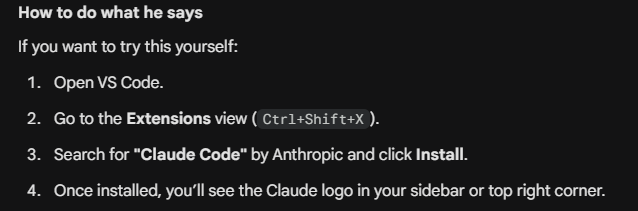 How to do what he says
If you want to try this yourself:
1. Open VS Code.
2. Go to the Extensions view (Ctrl+Shift+X).
3. Search for "Claude Code" by Anthropic and click Install.
4. Once installed, you’ll see the Claude logo in your sidebar or top right corner.